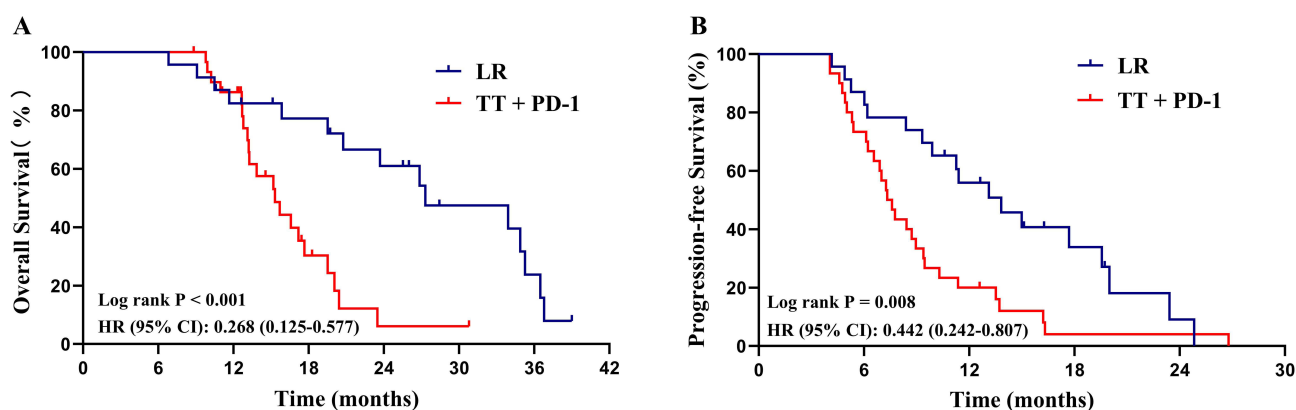 A
Overall Survival( %)
100
80
60
40
20
0
0 6 12 18 24 30 36 42
Time (months)
LR
TT + PD-1
Log rank P < 0.001
HR (95% CI): 0.268 (0.125-0.577)
B
Progression-free Survival (%)
100
80
60
40
20
0
0 6 12 18 24 30
Time (months)
LR
TT + PD-1
Log rank P = 0.008
HR (95% CI): 0.442 (0.242-0.807)